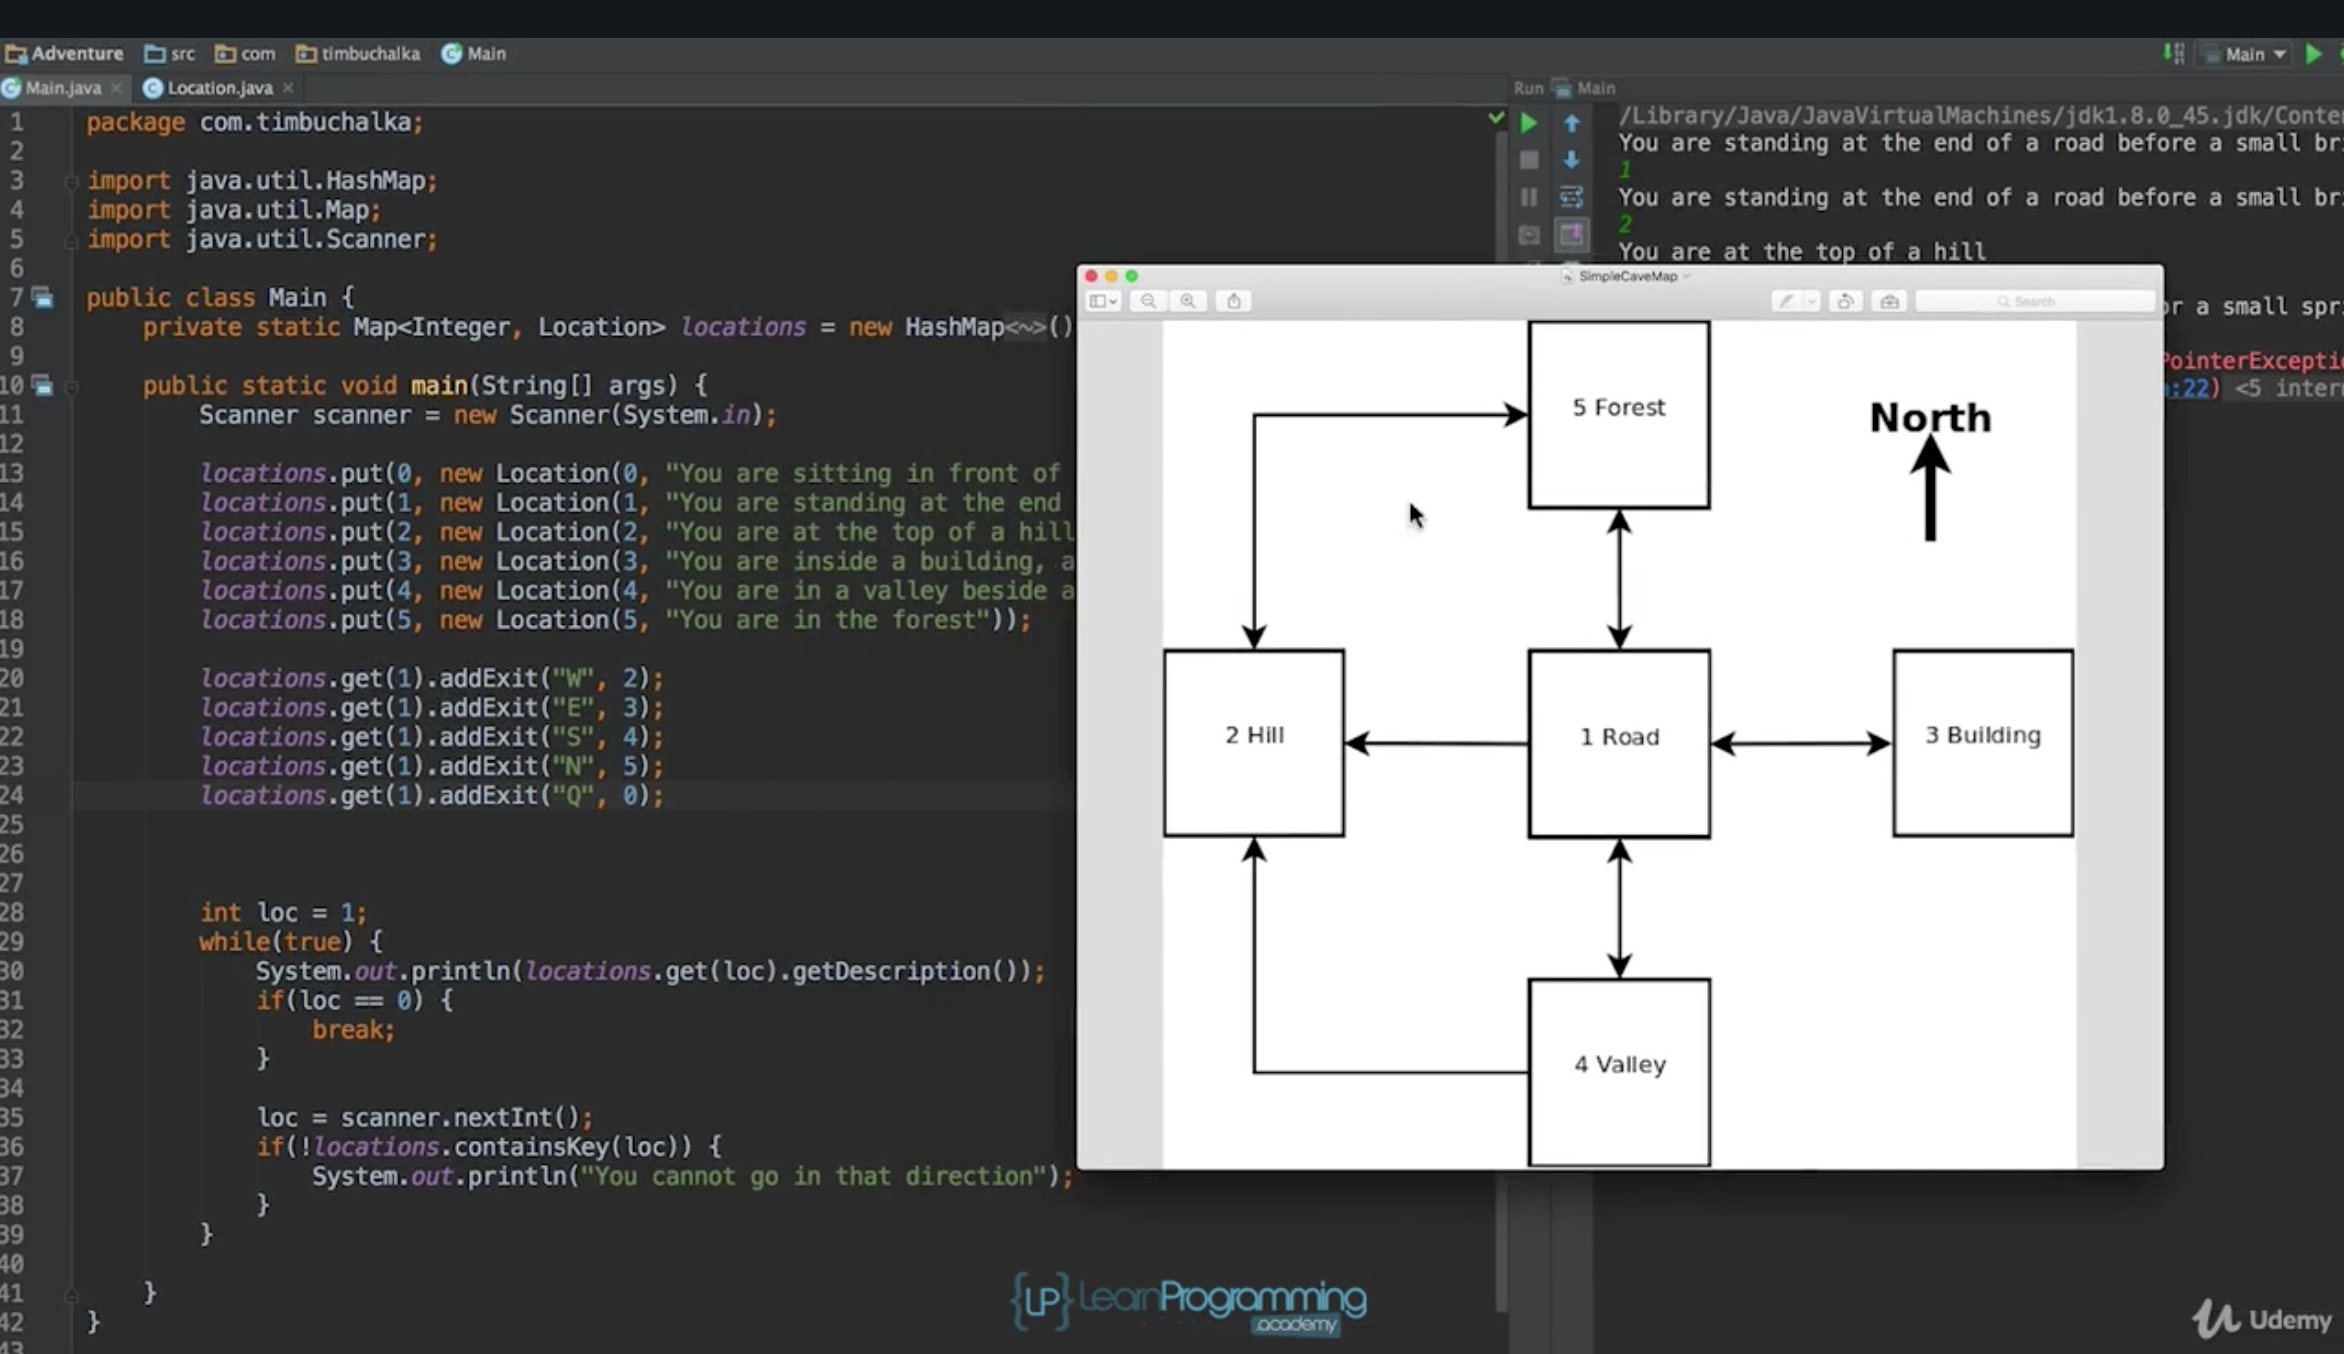 Adventure src com timbuchalka Main
Main
Main.java Location.java
Run Main
1 package com.timbuchalka;
2
3 import java.util.HashMap;
4 import java.util.Map;
5 import java.util.Scanner;
6
7 public class Main {
8 private static Map<Integer, Location> locations = new HashMap<~>()
9
10 public static void main(String[] args) {
11 Scanner scanner = new Scanner(System.in);
12
13 locations.put(0, new Location(0, "You are sitting in front of
14 locations.put(1, new Location(1, "You are standing at the end
15 locations.put(2, new Location(2, "You are at the top of a hill
16 locations.put(3, new Location(3, "You are inside a building, a
17 locations.put(4, new Location(4, "You are in a valley beside a
18 locations.put(5, new Location(5, "You are in the forest"));
19
20 locations.get(1).addExit("W", 2);
21 locations.get(1).addExit("E", 3);
22 locations.get(1).addExit("S", 4);
23 locations.get(1).addExit("N", 5);
24 locations.get(1).addExit("Q", 0);
25
26
27
28 int loc = 1;
29 while(true) {
30 System.out.println(locations.get(loc).getDescription());
31 if(loc == 0) {
32 break;
33 }
34
35 loc = scanner.nextInt();
36 if(!locations.containsKey(loc)) {
37 System.out.println("You cannot go in that direction");
38 }
39 }
40
41 }
42 }
43
/Library/Java/JavaVirtualMachines/jdk1.8.0_45.jdk/Conte
You are standing at the end of a road before a small br
1
You are standing at the end of a road before a small br
2
You are at the top of a hill
or a small spr
PointerExcepti
:22) <5 inter
SimpleCaveMap
Search
5 Forest
North
2 Hill
1 Road
3 Building
4 Valley
{LP} LearnProgramming
.academy
Udemy